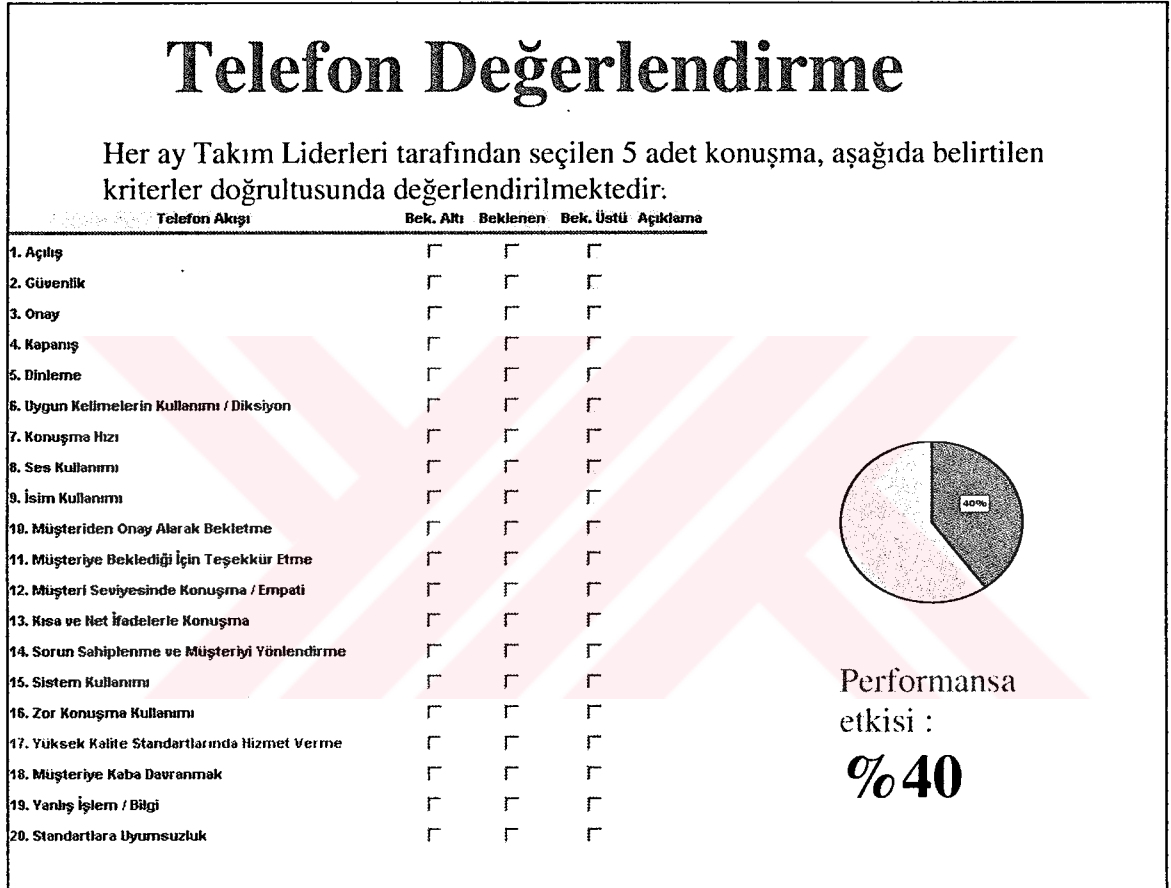 Telefon Değerlendirme
Her ay Takım Liderleri tarafından seçilen 5 adet konuşma, aşağıda belirtilen
kriterler doğrultusunda değerlendirilmektedir.
Telefon Akışı Bek. Altı Beklenen Bek. Üstü Açıklama
1. Açılış
2. Güvenlik
3. Onay
4. Kapanış
5. Dinleme
6. Uygun Kelimelerin Kullanımı / Diksiyon
7. Konuşma Hızı
8. Ses Kullanımı
9. İsim Kullanımı
10. Müşteriden Onay Alarak Bekletme
11. Müşteriye Beklediği İçin Teşekkür Etme
12. Müşteri Seviyesinde Konuşma / Empati
13. Kısa ve Net İfadelerle Konuşma
14. Sorun Sahiplenme ve Müşteriyi Yönlendirme
15. Sistem Kullanımı
16. Zor Konuşma Kullanımı
17. Yüksek Kalite Standartlarında Hizmet Verme
18. Müşteriye Kaba Davranmak
19. Yanlış İşlem / Bilgi
20. Standartlara Uyumsuzluk
40%
Performansa
etkisi :
%40